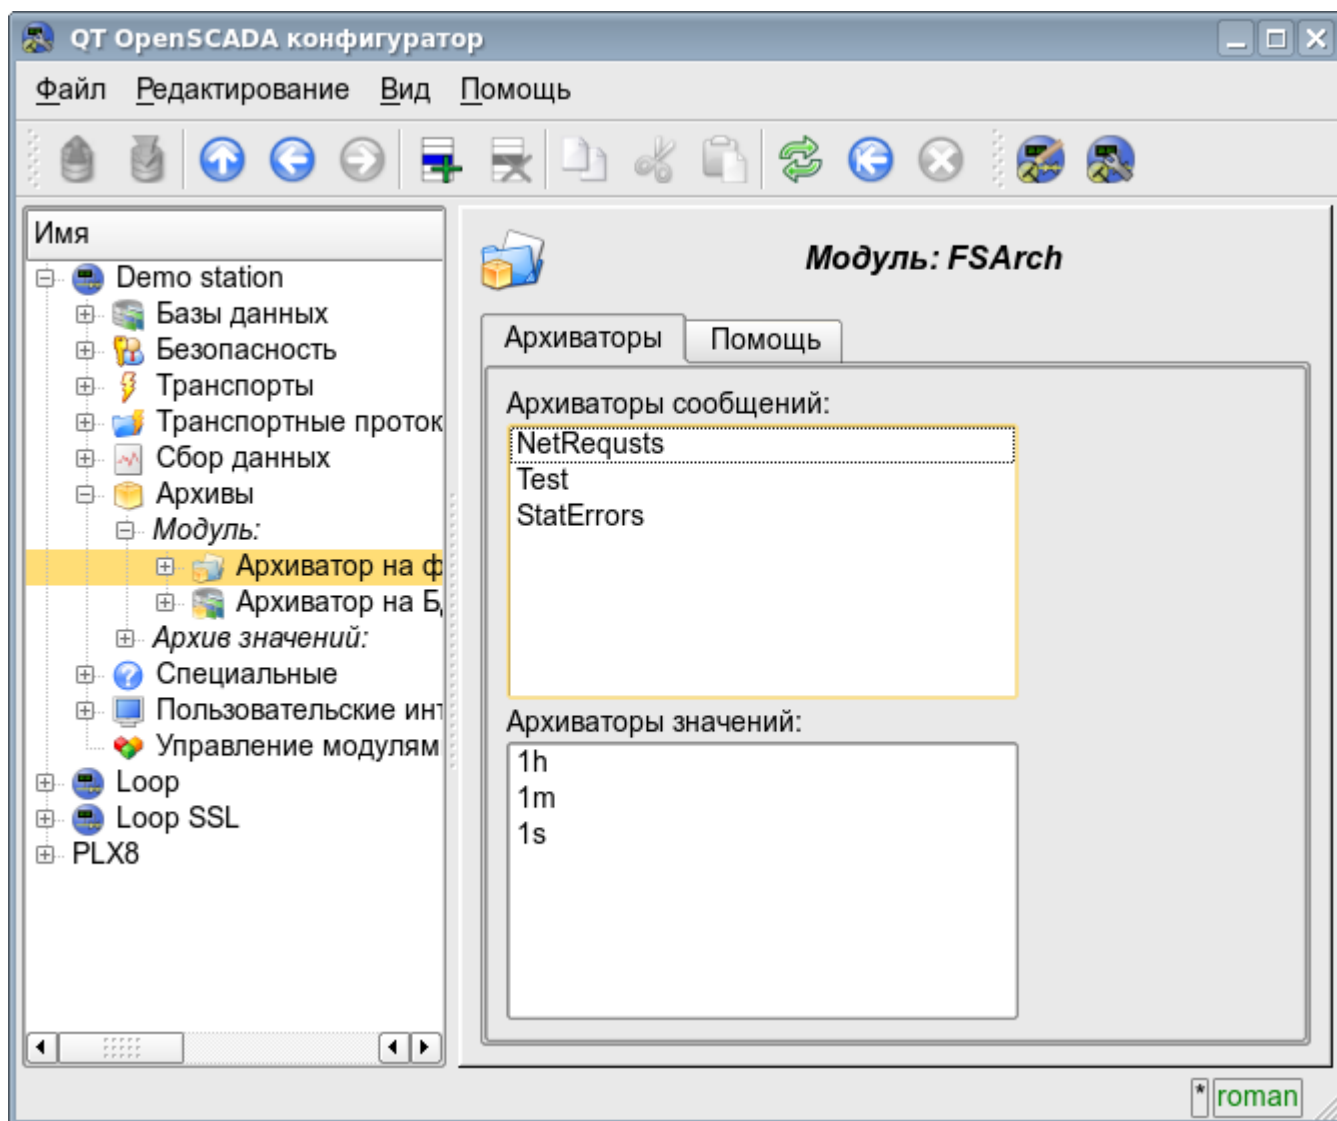 QT OpenSCADA конфигуратор
Файл Редактирование Вид Помощь
Имя
Demo station
Базы данных
Безопасность
Транспорты
Транспортные проток
Сбор данных
Архивы
Модуль:
Архиватор на ф
Архиватор на Б
Архив значений:
Специальные
Пользовательские инт
Управление модулям
Loop
Loop SSL
PLX8
Модуль: FSArch
Архиваторы Помощь
Архиваторы сообщений:
NetRequsts
Test
StatErrors
Архиваторы значений:
1h
1m
1s
* roman